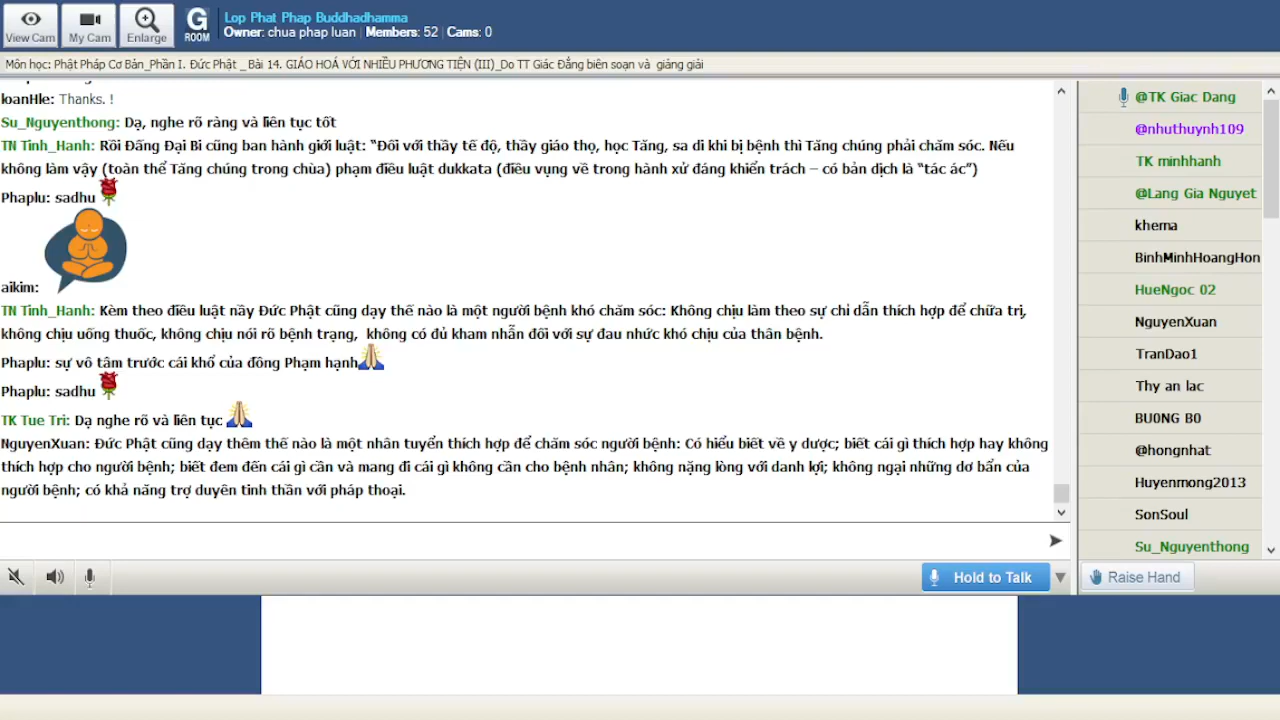 View Cam
My Cam
Enlarge
G
ROOM
Lop Phat Phap Buddhadhamma
Owner: chua phap luan | Members: 52 | Cams: 0
Môn học: Phật Pháp Cơ Bản_Phần I. Đức Phật _ Bài 14. GIÁO HOÁ VỚI NHIỀU PHƯƠNG TIỆN (III)_Do TT Giác Đẳng biên soạn và giảng giải
loanHle: Thanks. !
Su_Nguyenthong: Dạ, nghe rõ ràng và liên tục tốt
TN Tinh_Hanh: Rồi Đấng Đại Bi cũng ban hành giới luật: “Đối với thầy tế độ, thầy giáo thọ, học Tăng, sa di khi bị bệnh thì Tăng chúng phải chăm sóc. Nếu
không làm vậy (toàn thể Tăng chúng trong chùa) phạm điều luật dukkata (điều vụng về trong hành xử đáng khiển trách – có bản dịch là “tác ác”)
Phaplu: sadhu
aikim:
TN Tinh_Hanh: Kèm theo điều luật nầy Đức Phật cũng dạy thế nào là một người bệnh khó chăm sóc: Không chịu làm theo sự chỉ dẫn thích hợp để chữa trị,
không chịu uống thuốc, không chịu nói rõ bệnh trạng,  không có đủ kham nhẫn đối với sự đau nhức khó chịu của thân bệnh.
Phaplu: sự vô tâm trước cái khổ của đồng Phạm hạnh
Phaplu: sadhu
TK Tue Tri: Dạ nghe rõ và liên tục
NguyenXuan: Đức Phật cũng dạy thêm thế nào là một nhân tuyển thích hợp để chăm sóc người bệnh: Có hiểu biết về y dược; biết cái gì thích hợp hay không
thích hợp cho người bệnh; biết đem đến cái gì cần và mang đi cái gì không cần cho bệnh nhân; không nặng lòng với danh lợi; không ngại những dơ bẩn của
người bệnh; có khả năng trợ duyên tinh thần với pháp thoại.
Hold to Talk
@TK Giac Dang
@nhuthuynh109
TK minhhanh
@Lang Gia Nguyet
khema
BinhMinhHoangHon
HueNgoc 02
NguyenXuan
TranDao1
Thy an lac
BU0NG B0
@hongnhat
Huyenmong2013
SonSoul
Su_Nguyenthong
Raise Hand